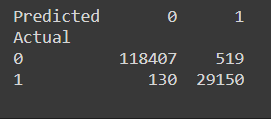 Predicted 0 1
Actual
0 118407 519
1 130 29150